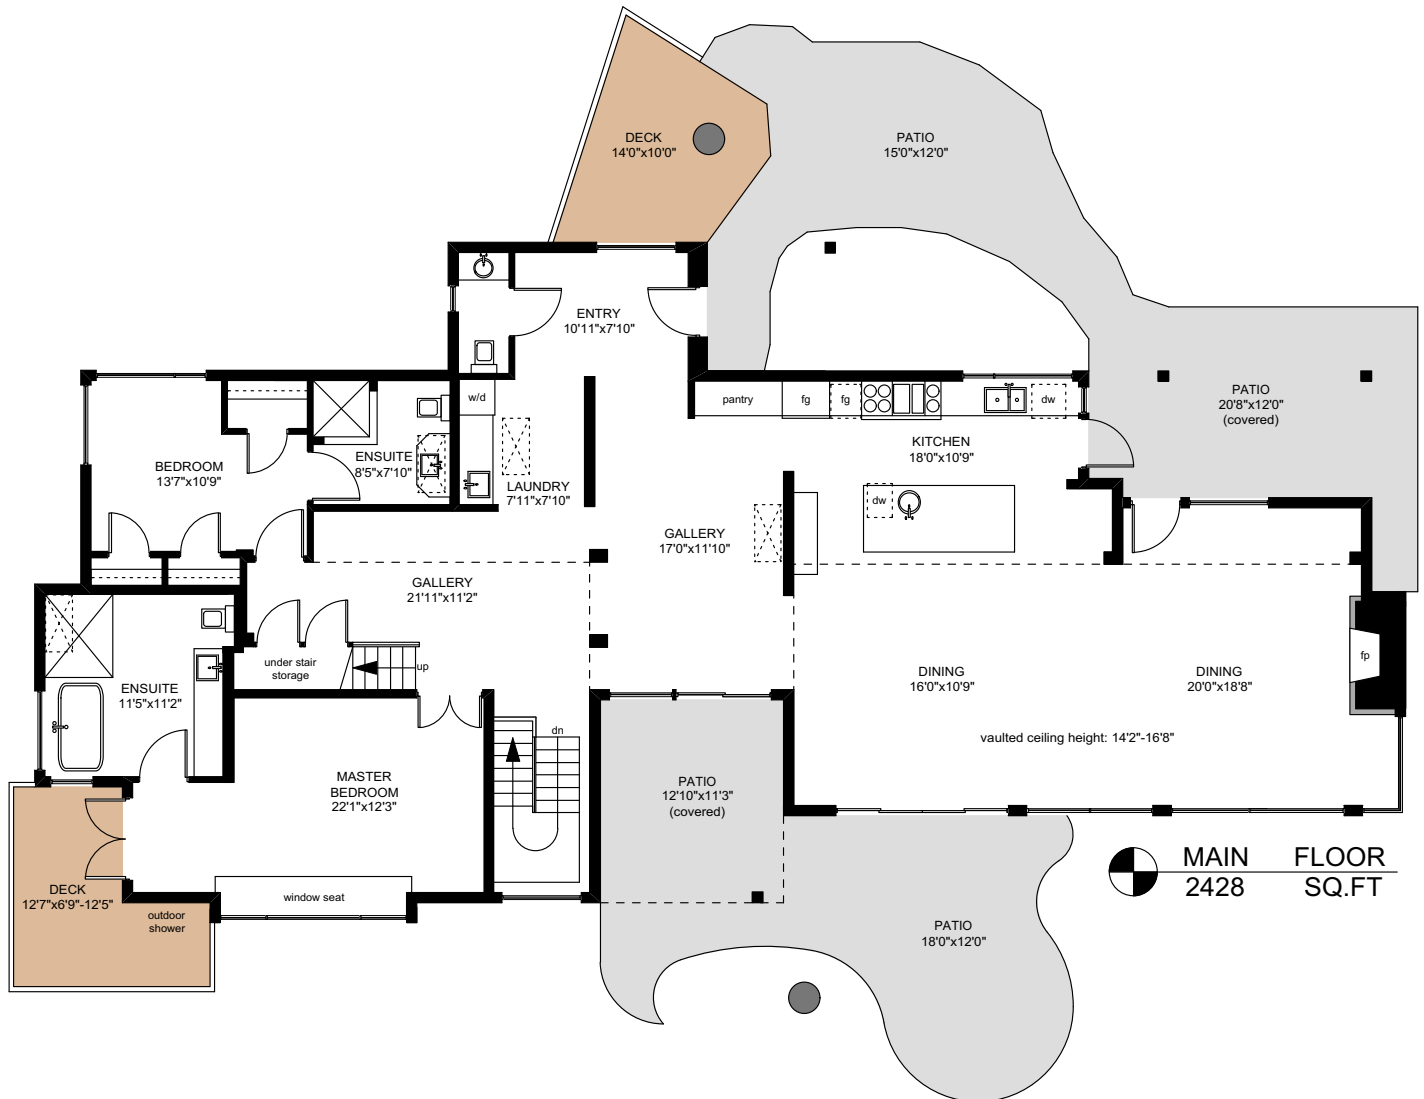 DECK
14'0"x10'0"
PATIO
15'0"x12'0"
ENTRY
10'11"x7'10"
PATIO
20'8"x12'0"
(covered)
w/d
pantry
fg
fg
dw
KITCHEN
18'0"x10'9"
dw
BEDROOM
13'7"x10'9"
ENSUITE
8'5"x7'10"
LAUNDRY
7'11"x7'10"
GALLERY
17'0"x11'10"
GALLERY
21'11"x11'2"
under stair
storage
up
ENSUITE
11'5"x11'2"
DINING
16'0"x10'9"
DINING
20'0"x18'8"
fp
vaulted ceiling height: 14'2"-16'8"
dn
MASTER
BEDROOM
22'1"x12'3"
PATIO
12'10"x11'3"
(covered)
DECK
12'7"x6'9"-12'5"
outdoor
shower
window seat
PATIO
18'0"x12'0"
MAIN FLOOR
2428 SQ.FT